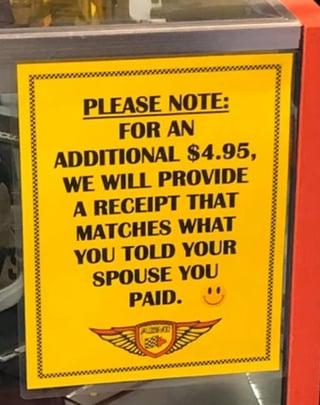 PLEASE NOTE:
FOR AN
ADDITIONAL $4.95,
WE WILL PROVIDE
A RECEIPT THAT
MATCHES WHAT
YOU TOLD YOUR
SPOUSE YOU
PAID.